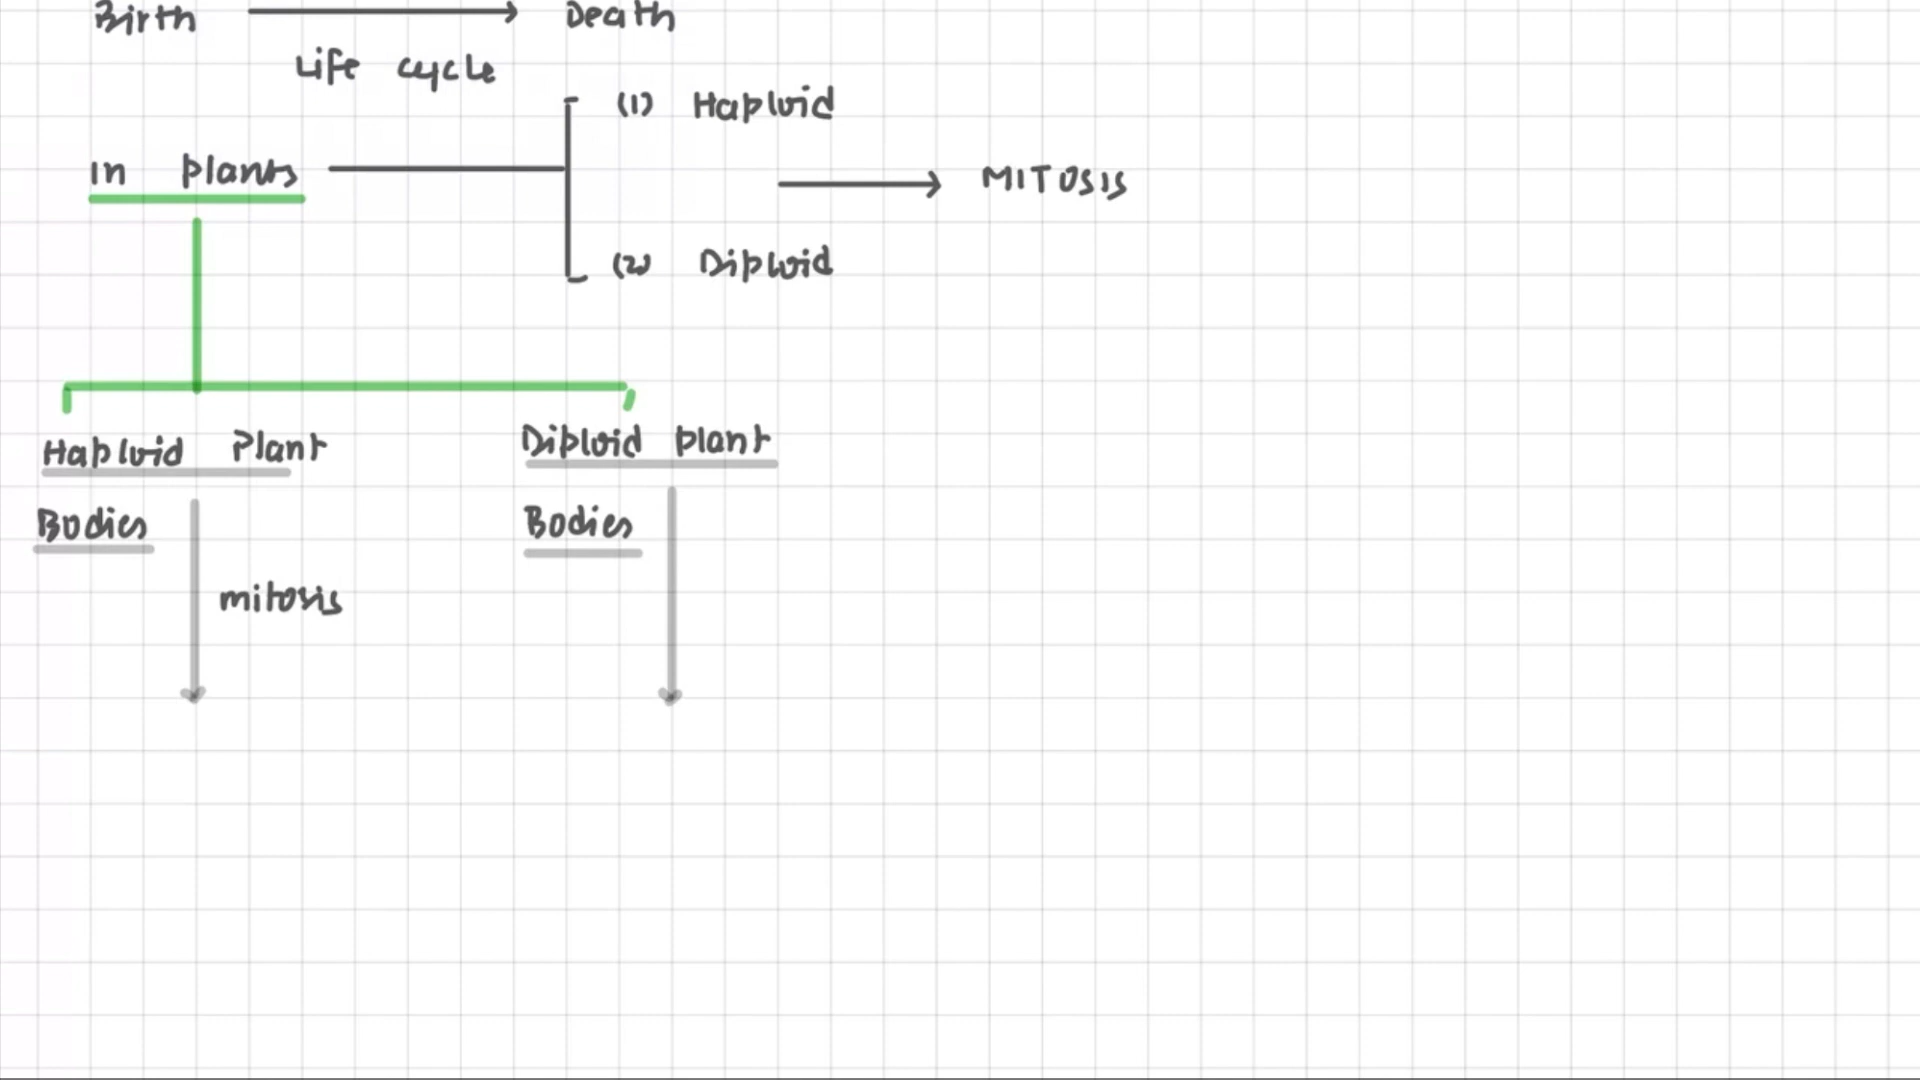 Birth Death
Life cycle
(1) Haploid
In plants
MITOSIS
(2) Diploid
Haploid Plant
Diploid plant
Bodies
Bodies
mitosis